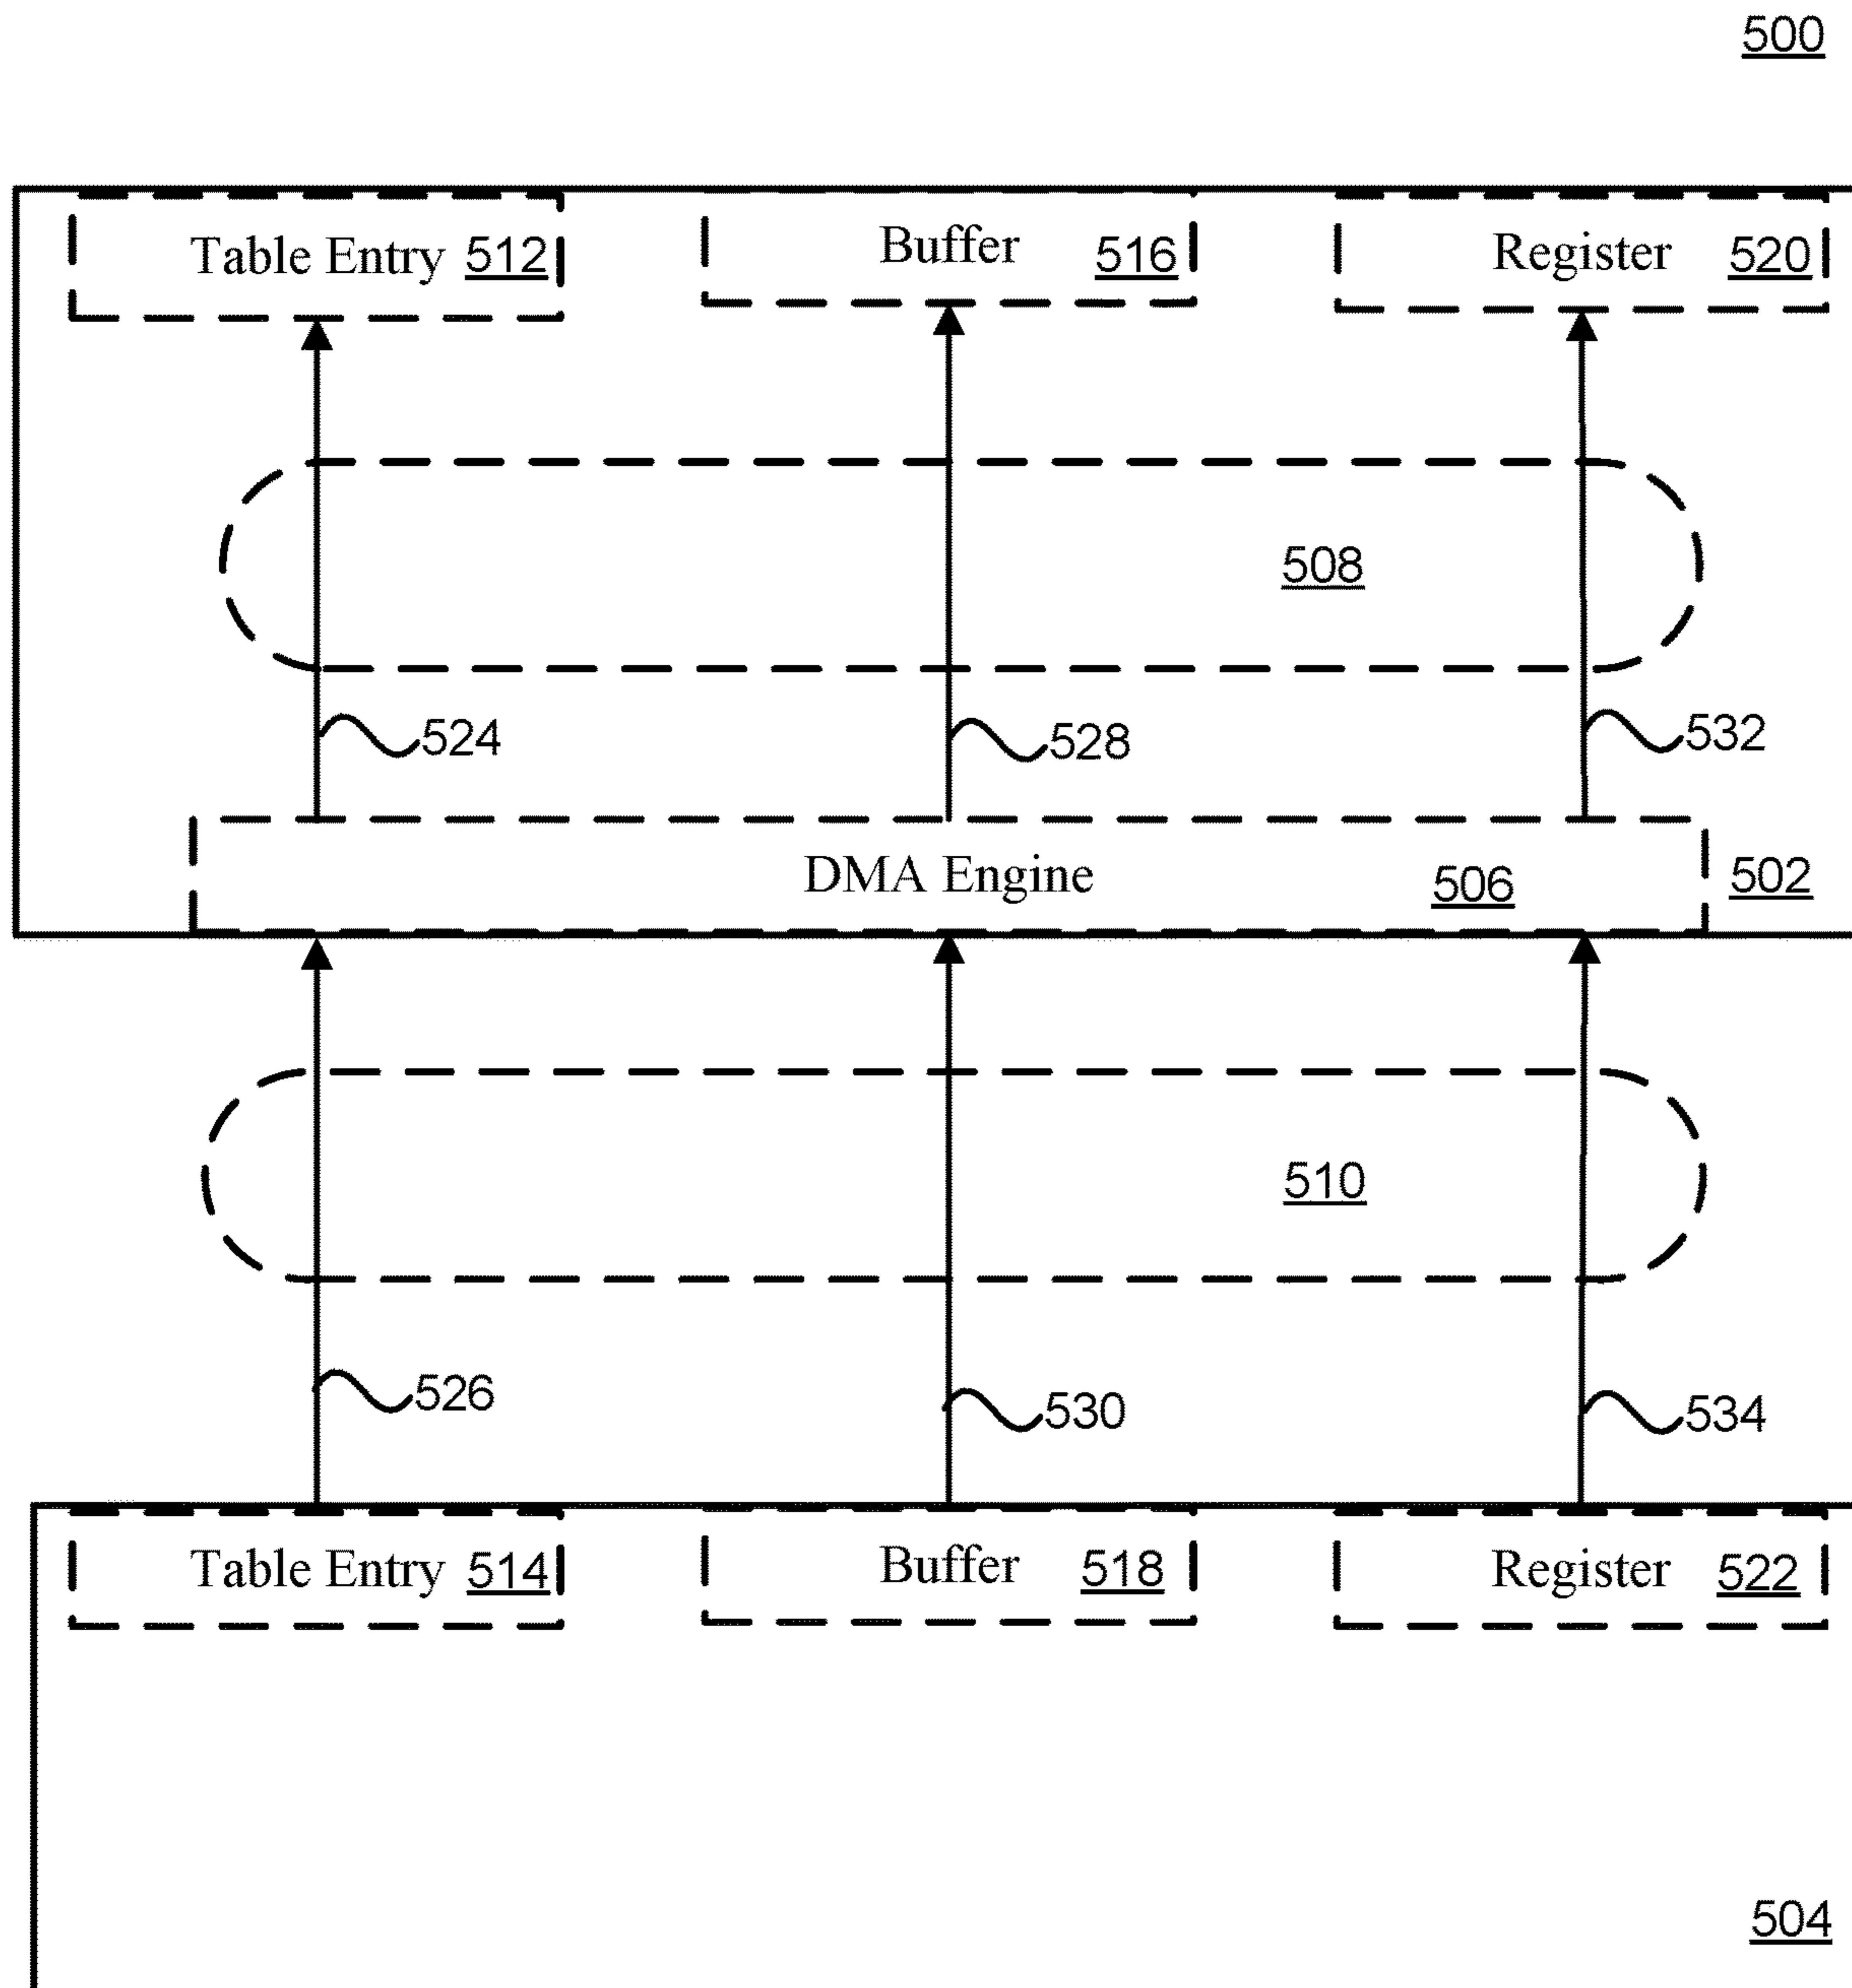 500
Table Entry 512
Buffer 516
Register 520
508
524
528
532
DMA Engine 506
502
510
526
530
534
Table Entry 514
Buffer 518
Register 522
504